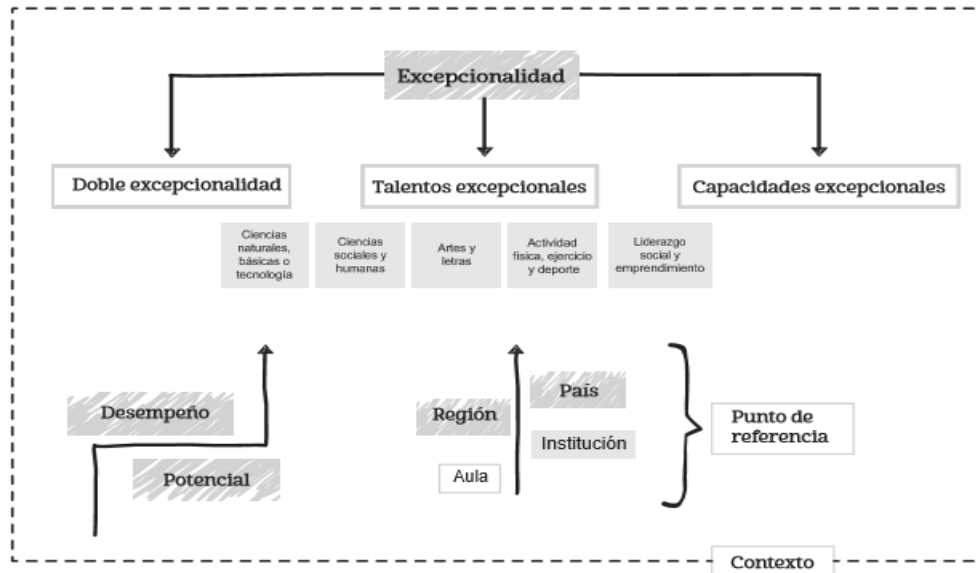 Excepcionalidad
Doble excepcionalidad
Talentos excepcionales
Capacidades excepcionales
Ciencias
naturales,
básicas o
tecnología
Ciencias
sociales y
humanas
Artes y
letras
Actividad
física, ejercicio
y deporte
Liderazgo
social y
emprendimiento
Desempeño
Potencial
Región
País
Institución
Aula
Punto de
referencia
Contexto